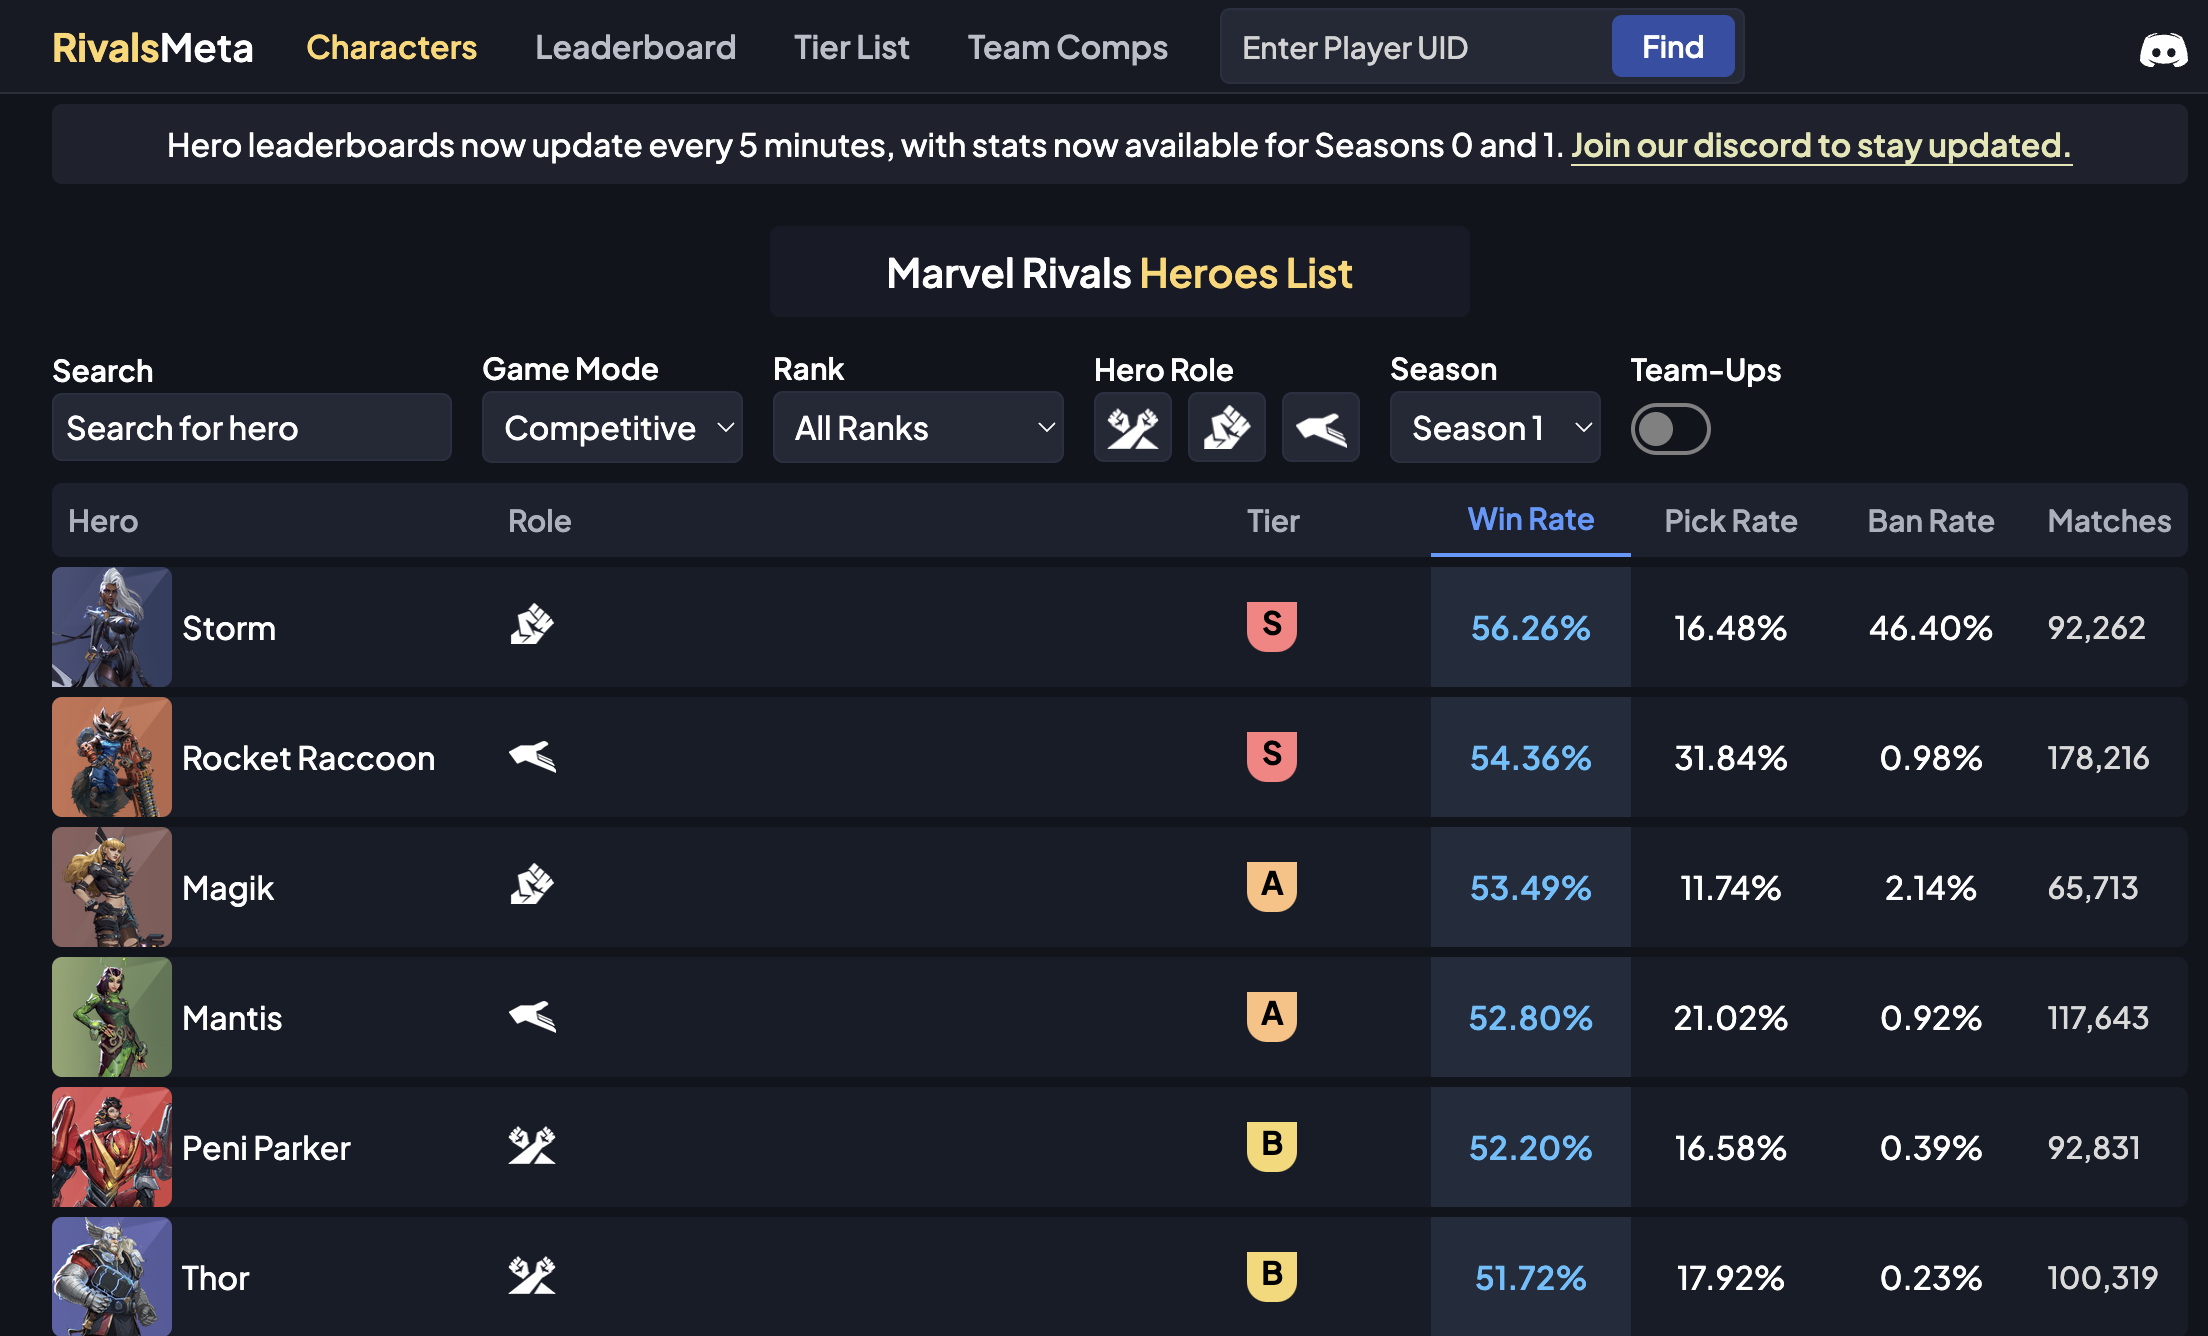 RivalsMeta Characters Leaderboard Tier List Team Comps Enter Player UID Find
Hero leaderboards now update every 5 minutes, with stats now available for Seasons 0 and 1. Join our discord to stay updated.
Marvel Rivals Heroes List
Search Game Mode Rank Hero Role Season Team-Ups
Search for hero Competitive All Ranks Season 1
Hero Role Tier Win Rate Pick Rate Ban Rate Matches
Storm S 56.26% 16.48% 46.40% 92,262
Rocket Raccoon S 54.36% 31.84% 0.98% 178,216
Magik A 53.49% 11.74% 2.14% 65,713
Mantis A 52.80% 21.02% 0.92% 117,643
Peni Parker B 52.20% 16.58% 0.39% 92,831
Thor B 51.72% 17.92% 0.23% 100,319